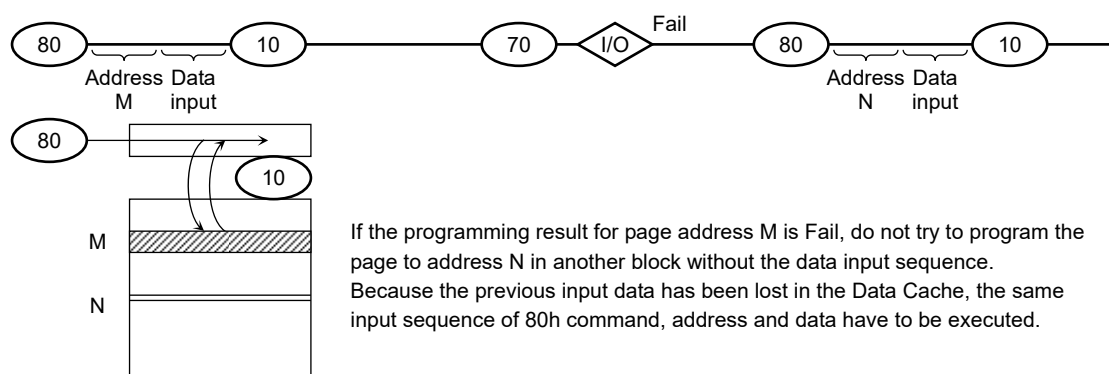 80 10 70 I/O Fail 80 10
Address Data Address Data
M input N input
80
10
M
N
If the programming result for page address M is Fail, do not try to program the
page to address N in another block without the data input sequence.
Because the previous input data has been lost in the Data Cache, the same
input sequence of 80h command, address and data have to be executed.